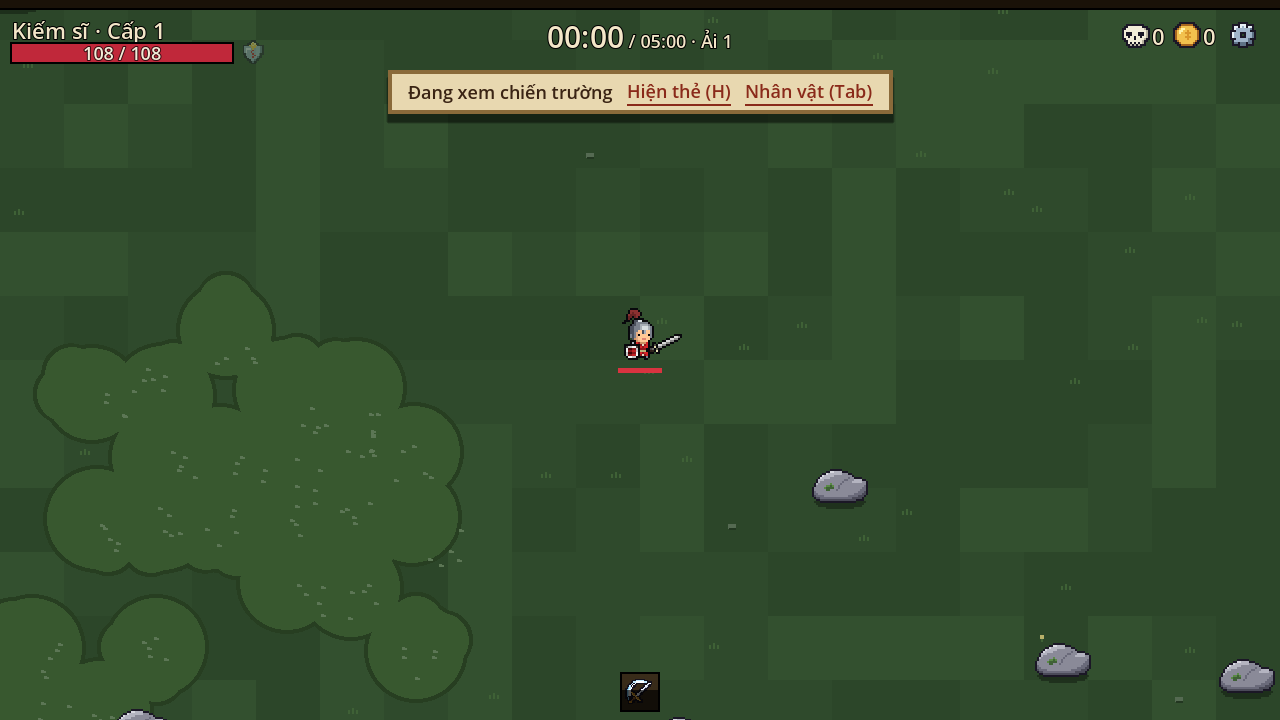 Kiếm sĩ · Cấp 1
108 / 108
00:00 / 05:00 · Ải 1
0 0
Đang xem chiến trường Hiện thẻ (H) Nhân vật (Tab)